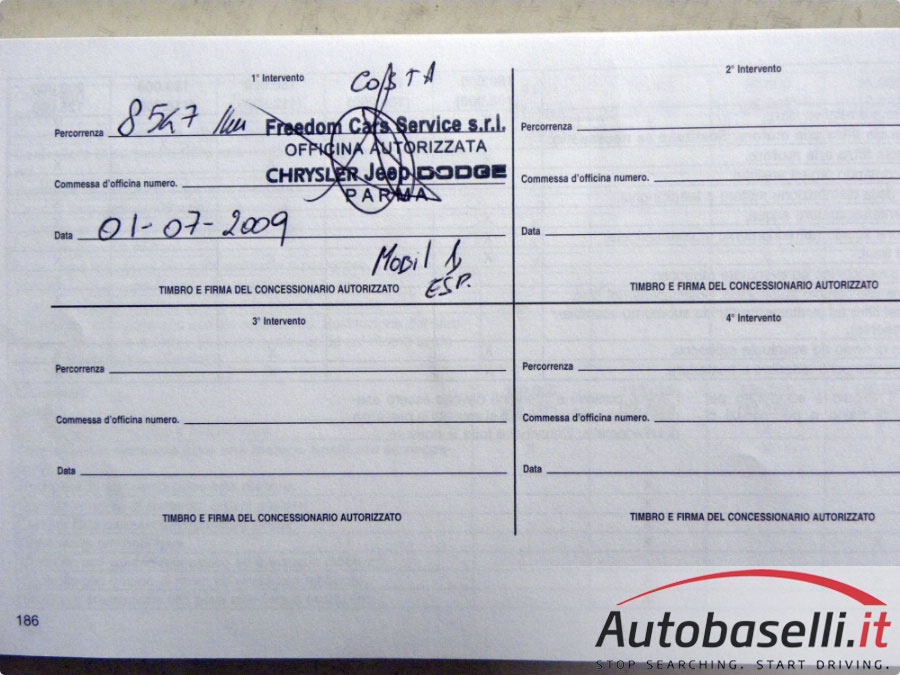 1° Intervento
COSTA
Percorrenza 8547 km
Freedom Cars Service s.r.l.
OFFICINA AUTORIZZATA
CHRYSLER Jeep DODGE
PARMA
Commessa d'officina numero.
Data 01-07-2009
Mobil 1
ESP.
TIMBRO E FIRMA DEL CONCESSIONARIO AUTORIZZATO
2° Intervento
Percorrenza
Commessa d'officina numero.
Data
TIMBRO E FIRMA DEL CONCESSIONARIO AUTORIZZATO
3° Intervento
Percorrenza
Commessa d'officina numero.
Data
TIMBRO E FIRMA DEL CONCESSIONARIO AUTORIZZATO
4° Intervento
Percorrenza
Commessa d'officina numero.
Data
TIMBRO E FIRMA DEL CONCESSIONARIO AUTORIZZATO
186
Autobaselli.it
STOP SEARCHING. START DRIVING.